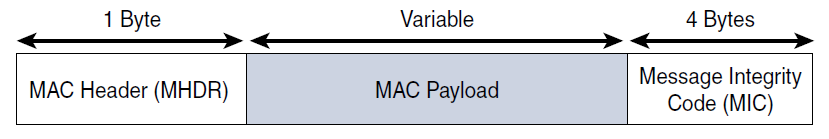 1 Byte
Variable
4 Bytes
MAC Header (MHDR)
MAC Payload
Message Integrity
Code (MIC)